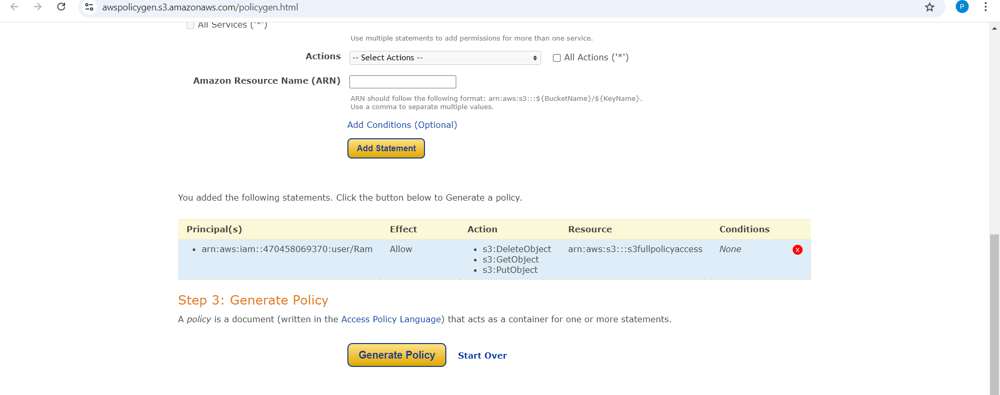 awspolicygen.s3.amazonaws.com/policygen.html
P
All Services ('*')
Use multiple statements to add permissions for more than one service.
Actions -- Select Actions -- All Actions ('*')
Amazon Resource Name (ARN)
ARN should follow the following format: arn:aws:s3:::${BucketName}/${KeyName}.
Use a comma to separate multiple values.
Add Conditions (Optional)
Add Statement
You added the following statements. Click the button below to Generate a policy.
Principal(s) Effect Action Resource Conditions
• arn:aws:iam::470458069370:user/Ram Allow • s3:DeleteObject arn:aws:s3:::s3fullpolicyaccess None x
• s3:GetObject
• s3:PutObject
Step 3: Generate Policy
A policy is a document (written in the Access Policy Language) that acts as a container for one or more statements.
Generate Policy Start Over